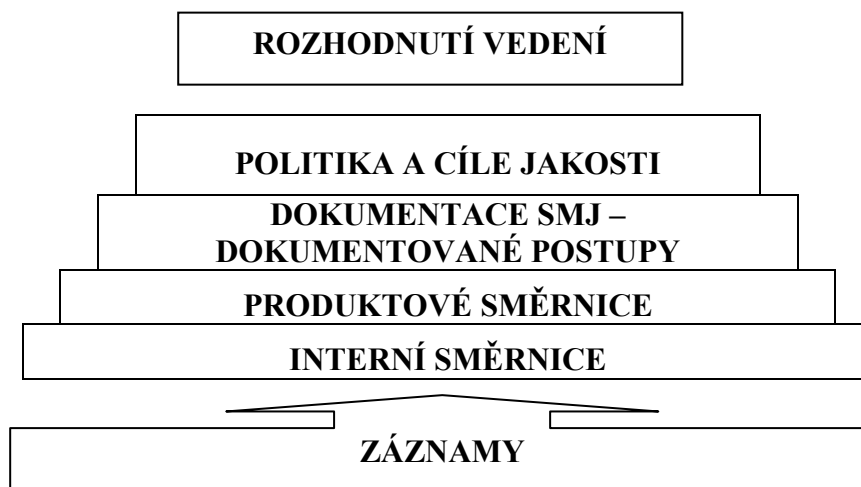 ROZHODNUTÍ VEDENÍ
POLITIKA A CÍLE JAKOSTI
DOKUMENTACE SMJ –
DOKUMENTOVANÉ POSTUPY
PRODUKTOVÉ SMĚRNICE
INTERNÍ SMĚRNICE
ZÁZNAMY